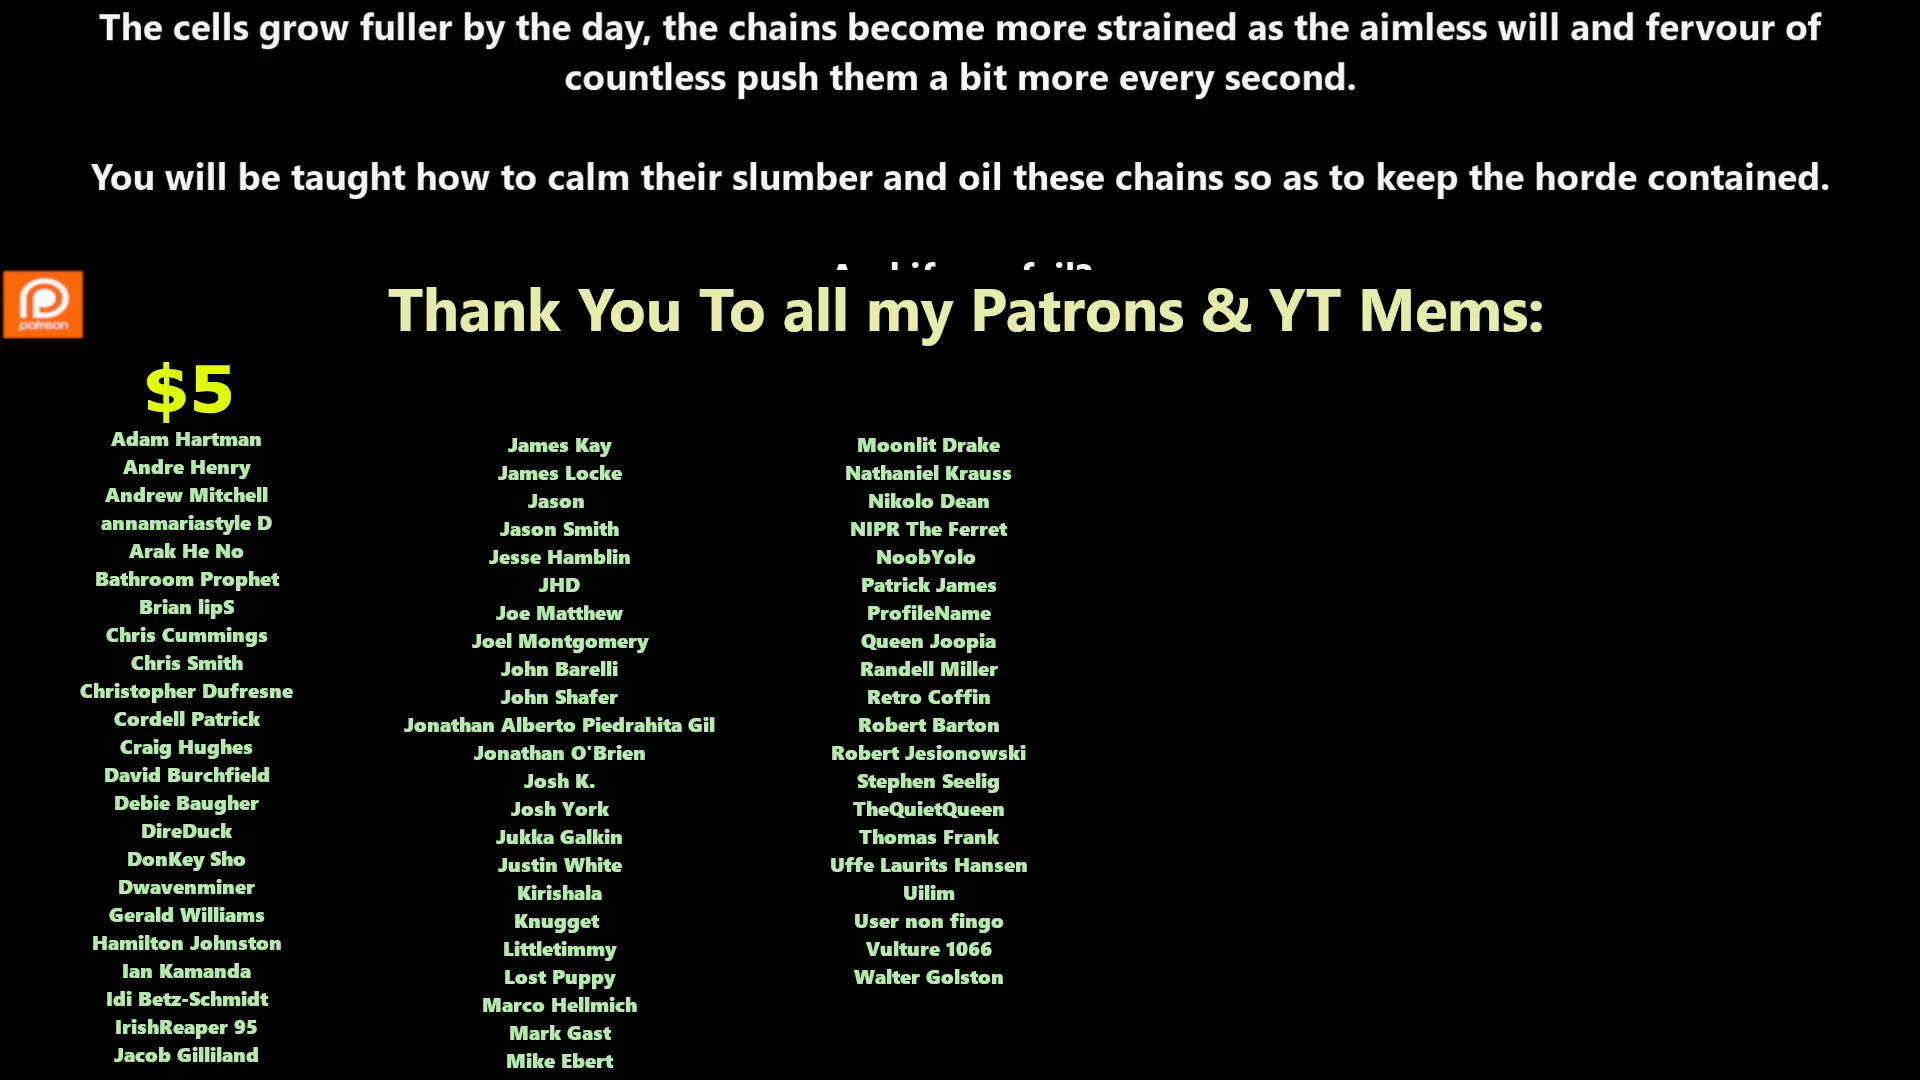 The cells grow fuller by the day, the chains become more strained as the aimless will and fervour of
countless push them a bit more every second.
You will be taught how to calm their slumber and oil these chains so as to keep the horde contained.
patreon
Thank You To all my Patrons & YT Mems:
$5
Adam Hartman
Andre Henry
Andrew Mitchell
annamariastyle D
Arak He No
Bathroom Prophet
Brian lipS
Chris Cummings
Chris Smith
Christopher Dufresne
Cordell Patrick
Craig Hughes
David Burchfield
Debie Baugher
DireDuck
DonKey Sho
Dwavenminer
Gerald Williams
Hamilton Johnston
Ian Kamanda
Idi Betz-Schmidt
IrishReaper 95
Jacob Gilliland
James Kay
James Locke
Jason
Jason Smith
Jesse Hamblin
JHD
Joe Matthew
Joel Montgomery
John Barelli
John Shafer
Jonathan Alberto Piedrahita Gil
Jonathan O'Brien
Josh K.
Josh York
Jukka Galkin
Justin White
Kirishala
Knugget
Littletimmy
Lost Puppy
Marco Hellmich
Mark Gast
Mike Ebert
Moonlit Drake
Nathaniel Krauss
Nikolo Dean
NIPR The Ferret
NoobYolo
Patrick James
ProfileName
Queen Joopia
Randell Miller
Retro Coffin
Robert Barton
Robert Jesionowski
Stephen Seelig
TheQuietQueen
Thomas Frank
Uffe Laurits Hansen
Uilim
User non fingo
Vulture 1066
Walter Golston